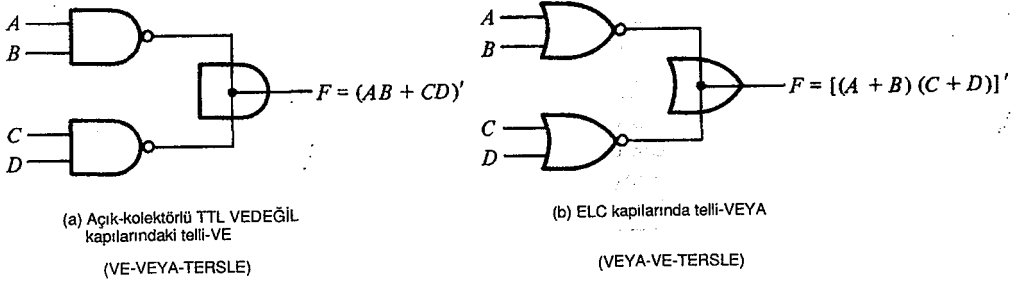 A
B
C
D
F = (AB + CD)'
(a) Açık-kolektörlü TTL VEDEĞİL
kapılarındaki telli-VE
(VE-VEYA-TERSLE)
A
B
C
D
F = [(A + B) (C + D)]'
(b) ELC kapılarında telli-VEYA
(VEYA-VE-TERSLE)